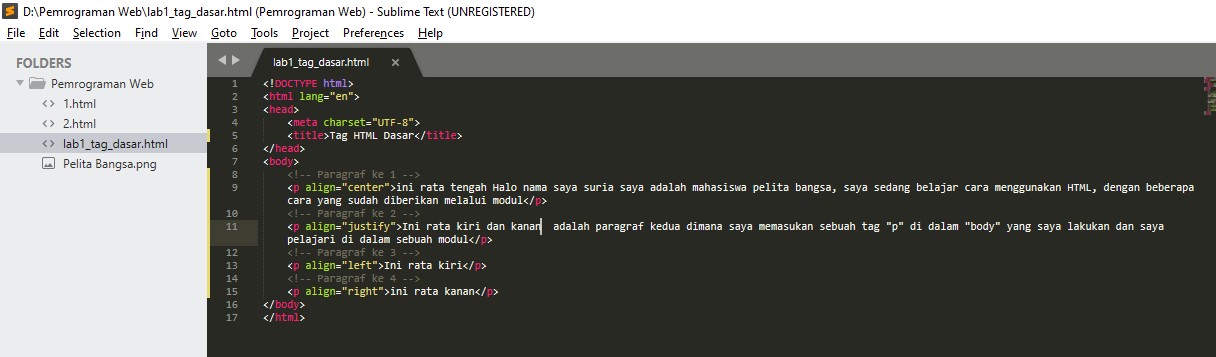 D:\Pemrograman Web\lab1_tag_dasar.html (Pemrograman Web) - Sublime Text (UNREGISTERED)
File Edit Selection Find View Goto Tools Project Preferences Help
FOLDERS
Pemrograman Web
<> 1.html
<> 2.html
<> lab1_tag_dasar.html
Pelita Bangsa.png
lab1_tag_dasar.html ×
1 <!DOCTYPE html>
2 <html lang="en">
3 <head>
4 <meta charset="UTF-8">
5 <title>Tag HTML Dasar</title>
6 </head>
7 <body>
8 <!-- Paragraf ke 1 -->
9 <p align="center">ini rata tengah Halo nama saya suria saya adalah mahasiswa pelita bangsa, saya sedang belajar cara menggunakan HTML, dengan beberapa
cara yang sudah diberikan melalui modul</p>
10 <!-- Paragraf ke 2 -->
11 <p align="justify">Ini rata kiri dan kanan  adalah paragraf kedua dimana saya memasukan sebuah tag "p" di dalam "body" yang saya lakukan dan saya
pelajari di dalam sebuah modul</p>
12 <!-- Paragraf ke 3 -->
13 <p align="left">Ini rata kiri</p>
14 <!-- Paragraf ke 4 -->
15 <p align="right">ini rata kanan</p>
16 </body>
17 </html>